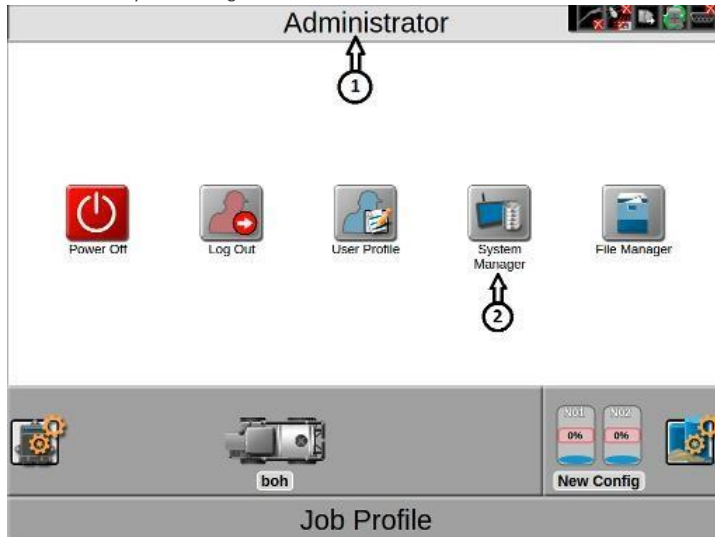 Administrator
1
Power Off
Log Out
User Profile
System
Manager
File Manager
2
N01 N02
0% 0%
boh
New Config
Job Profile